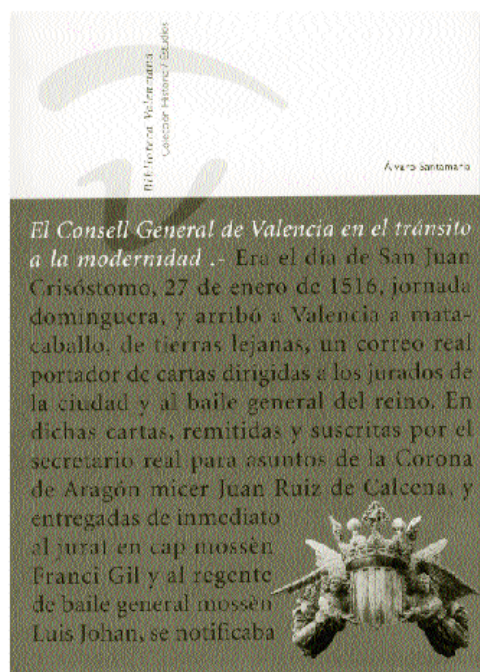 Biblioteca Valenciana
Colección Historia / Estudios
Álvaro Santamaría
El Consell General de Valencia en el tránsito
a la modernidad .- Era el día de San Juan
Crisóstomo, 27 de enero de 1516, jornada
dominguera, y arribó a Valencia a mata-
caballo, de tierras lejanas, un correo real
portador de cartas dirigidas a los jurados de
la ciudad y al baile general del reino. En
dichas cartas, remitidas y suscritas por el
secretario real para asuntos de la Corona
de Aragón micer Juan Ruiz de Calcena, y
entregadas de inmediato
al jurat en cap mossèn
Franci Gil y al regente
de baile general mossèn
Luis Johan, se notificaba